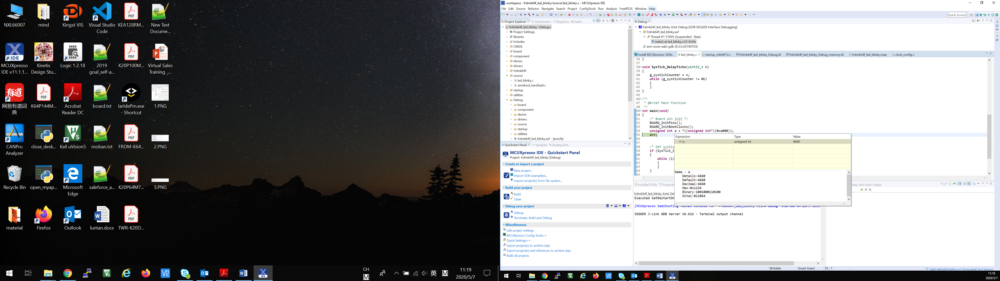 NXL66007
mind
Kingst VIS
Visual Studio
Code
KEA128RM...
New Text
Docume...
MCUXpresso
IDE v11.1.1...
Kinetis
Design Stu...
Logic 1.2.18
2019
goal_self-a...
K20P100M...
Virtual Sales
Training _...
网易有道词
典
K64P144M...
Acrobat
Reader DC
board.txt
IarIdePm.exe
- Shortcut
1.PNG
CANPro
Analyzer
close_desk...
Keil uVision5
moban.txt
FRDM-K64...
2.PNG
Recycle Bin
open_myap...
Microsoft
Edge
saleforce_a...
K20P64M7...
3.PNG
material
Firefox
Outlook
luntan.docx
TWR-K20D...
CH
英
11:19
2020/5/7
workspace - frdmk64f_led_blinky/source/led_blinky.c - MCUXpresso IDE
File Edit Source Refactor Navigate Search Project ConfigTools Run Analysis FreeRTOS Window Help
Quick Access
Project Explorer Peripherals+ Registers Faults
frdmk64f_led_blinky <Debug>
Project Settings
Binaries
Includes
CMSIS
board
component
device
drivers
frdmk64f
source
led_blinky.c
semihost_hardfault.c
startup
utilities
Debug
board
component
device
drivers
source
startup
utilities
frdmk64f_led_blinky.axf - [arm/le]
Quickstart Panel Variables Breakpoints
MCUXpresso IDE - Quickstart Panel
Project: frdmk64f_led_blinky [Debug]
Create or import a project
New project...
Import SDK example(s)...
Import project(s) from file system...
Build your project
Build
Clean
Debug your project
Debug
Terminate, Build and Debug
Miscellaneous
Edit project settings
MCUXpresso Config Tools>>
Quick Settings>>
Export project(s) to archive (zip)
Export project(s) and references to archive (zip)
Build all projects
Debug
frdmk64f_led_blinky JLink Debug [GDB SEGGER Interface Debugging]
frdmk64f_led_blinky.axf
Thread #1 57005 (Suspended : Step)
main() at led_blinky.c:55 0x5fe
arm-none-eabi-gdb (8.3.0.20190703)
Install MCUXpresso SDKs led_blinky.c startup_mk64f12.c frdmk64f_led_blinky_Debug.ld frdmk64f_led_blinky_Debug_memory.ld frdmk64f_led_blinky.map clock_config.c
36 }
37
38 void SysTick_DelayTicks(uint32_t n)
39 {
40 g_systickCounter = n;
41 while (g_systickCounter != 0U)
42 {
43 }
44 }
45
46 /*!
47 * @brief Main function
48 */
49 int main(void)
50 {
51 /* Board pin init */
52 BOARD_InitPins();
53 BOARD_InitBootClocks();
54 unsigned int a = *((unsigned int*)(0xa000));
55 a++;
56
57
58 /* Set systic
59 if (SysTick_C
60 {
61 while (1)
62 {
63 }
64 }
65
Expression Type Value
a unsigned int 4660
Name : a
Details:4660
Default:4660
Decimal:4660
Hex:0x1234
Binary:1001000110100
Octal:011064
Installed SDKs Propertie
Heap and Stack Usage
frdmk64f_led_blinky JLink Del
Executed SetRestartOn
SEGGER J-Link GDB Server V6.62d - Terminal output channel
Writable Smart Insert 55 : 1
NXP MK64FN1M0xxx12 (frdmk64f_led_blinky)
11:19
2020/5/7